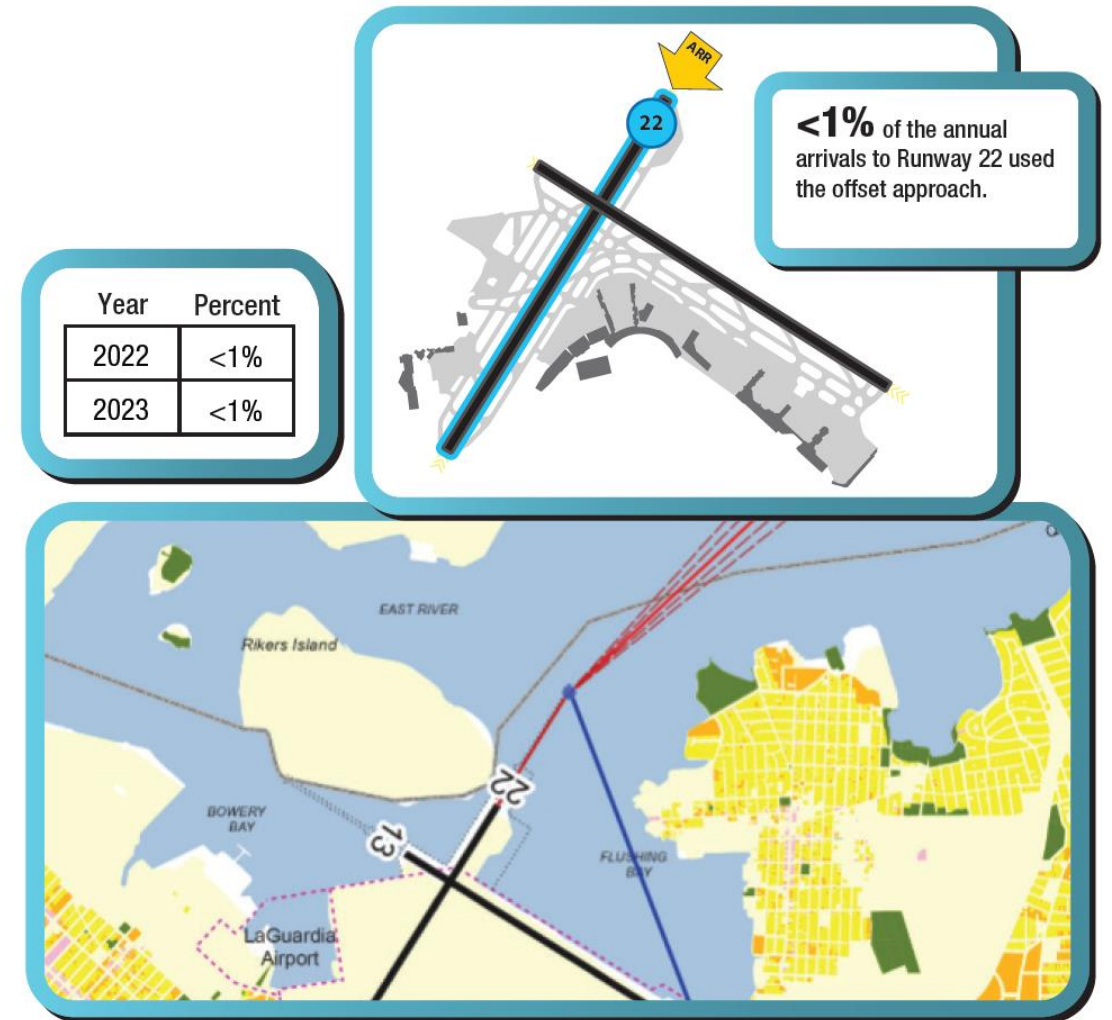 ARR
22
<1% of the annual
arrivals to Runway 22 used
the offset approach.
Year Percent
2022 <1%
2023 <1%
EAST RIVER
Rikers Island
22
BOWERY
BAY
13
FLUSHING
BAY
LaGuardia
Airport